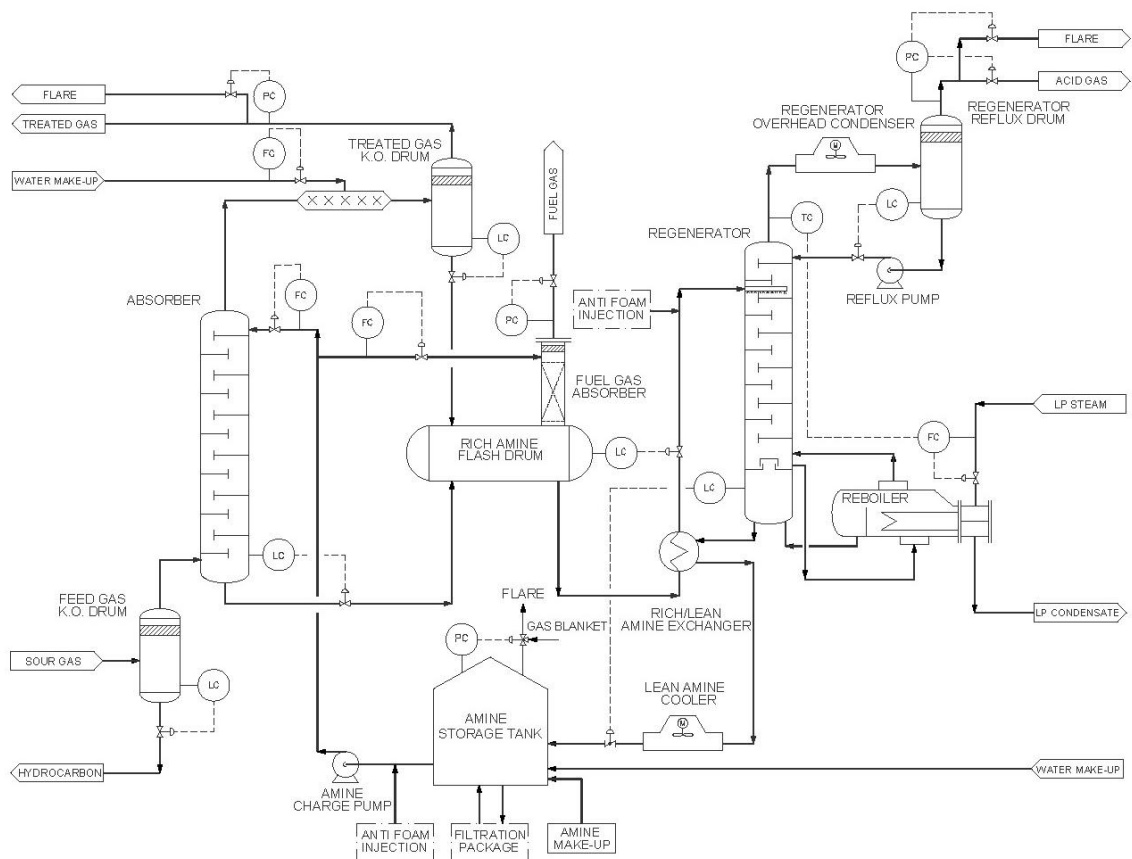 FLARE
TREATED GAS
WATER MAKE-UP
PC
FC
TREATED GAS
K.O. DRUM
LC
FUEL GAS
PC
REGENERATOR
OVERHEAD CONDENSER
M
PC
FLARE
ACID GAS
REGENERATOR
REFLUX DRUM
LC
TC
REGENERATOR
REFLUX PUMP
ABSORBER
FC
FC
ANTI FOAM
INJECTION
FUEL GAS
ABSORBER
RICH AMINE
FLASH DRUM
LC
LC
LP STEAM
FC
REBOILER
LC
FEED GAS
K.O. DRUM
SOUR GAS
LC
HYDROCARBON
FLARE
GAS BLANKET
PC
RICH/LEAN
AMINE EXCHANGER
LP CONDENSATE
LEAN AMINE
COOLER
M
AMINE
STORAGE TANK
WATER MAKE-UP
AMINE
CHARGE PUMP
ANTI FOAM
INJECTION
FILTRATION
PACKAGE
AMINE
MAKE-UP